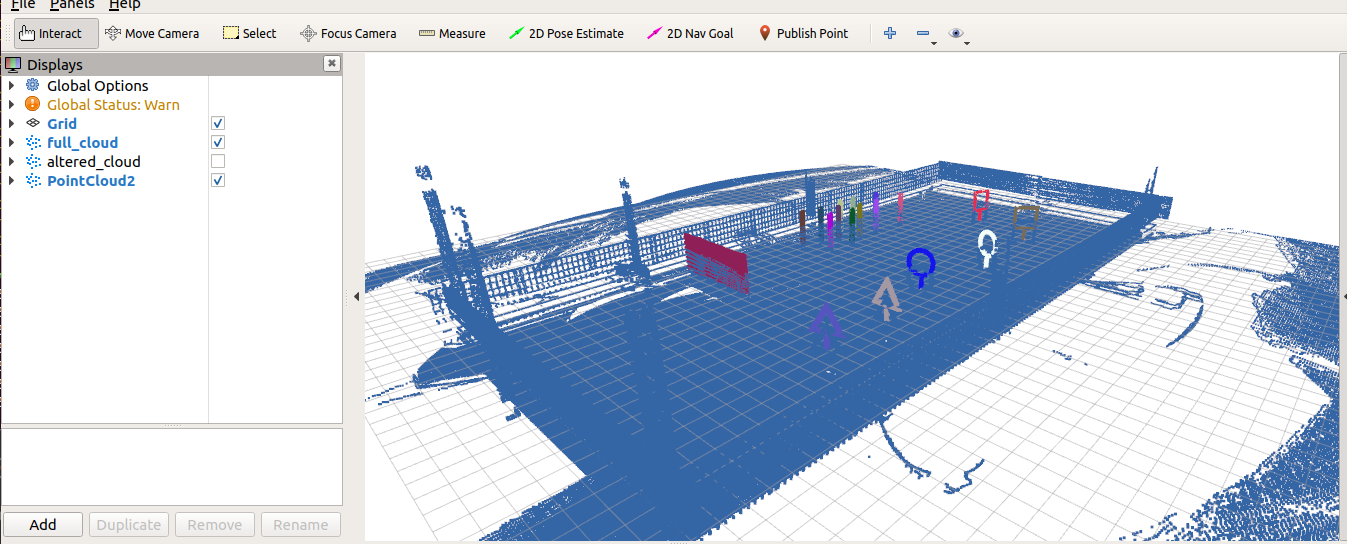 File Panels Help
Interact Move Camera Select Focus Camera Measure 2D Pose Estimate 2D Nav Goal Publish Point
Displays
Global Options
Global Status: Warn
Grid
full_cloud
altered_cloud
PointCloud2
Add Duplicate Remove Rename